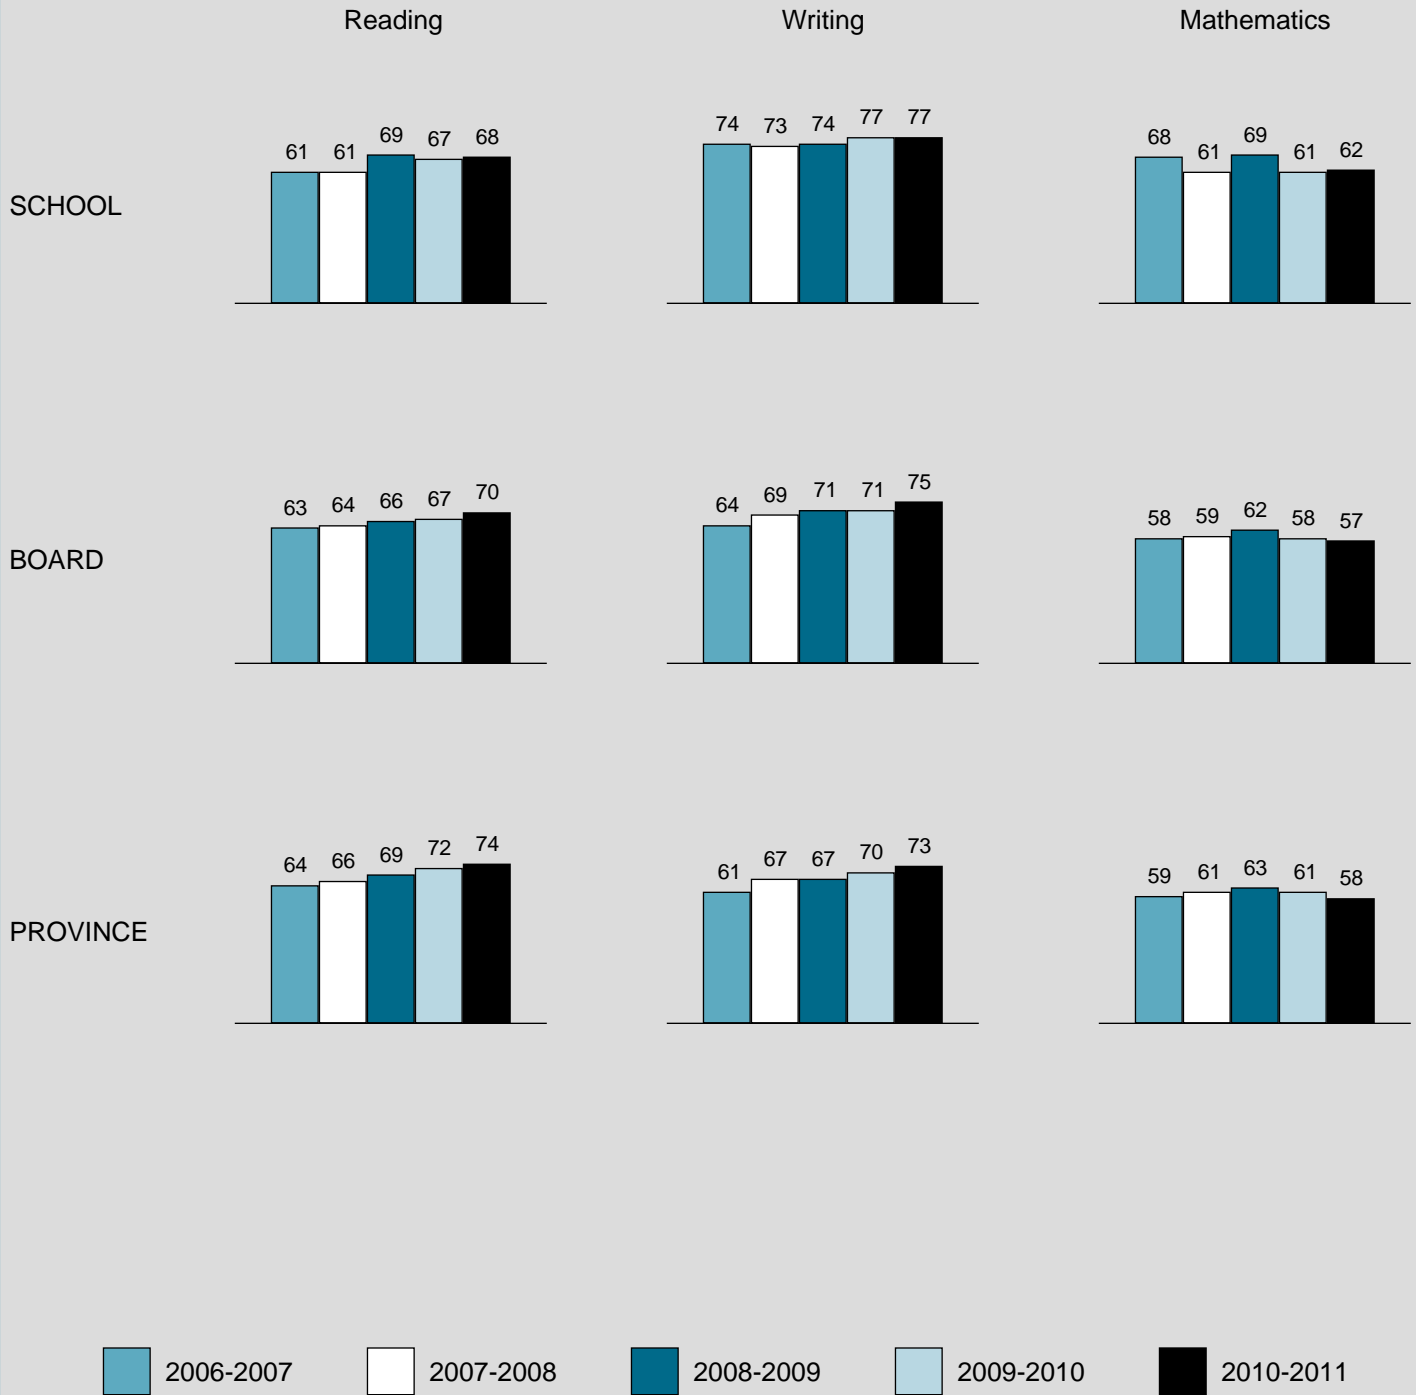 Reading Writing Mathematics
SCHOOL
61 61 69 67 68
74 73 74 77 77
68 61 69 61 62
BOARD
63 64 66 67 70
64 69 71 71 75
58 59 62 58 57
PROVINCE
64 66 69 72 74
61 67 67 70 73
59 61 63 61 58
2006-2007 2007-2008 2008-2009 2009-2010 2010-2011